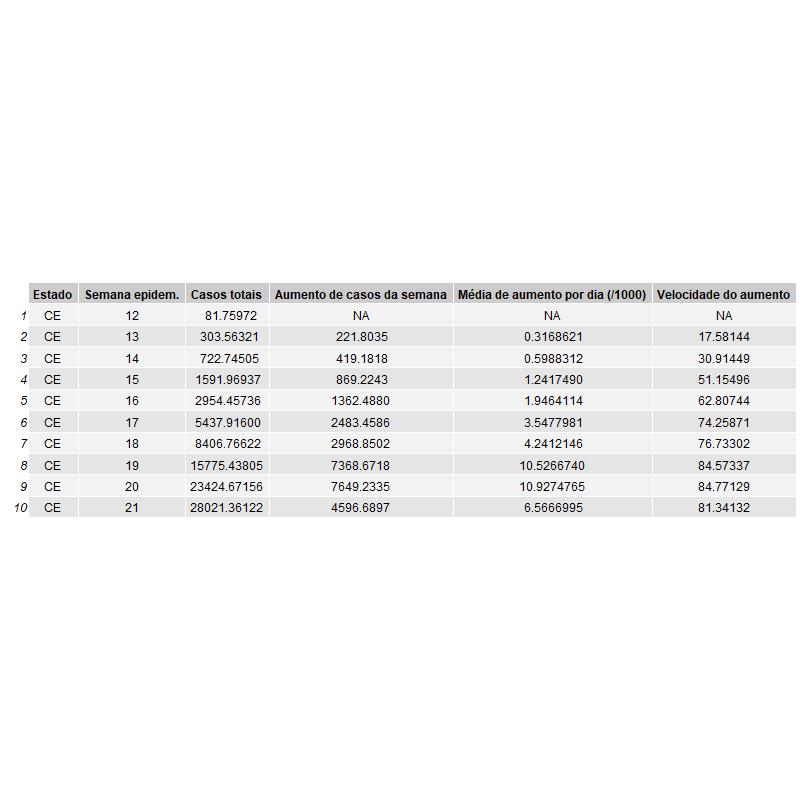 Estado Semana epidem. Casos totais Aumento de casos da semana Média de aumento por dia (/1000) Velocidade do aumento
1 CE 12 81.75972 NA NA NA
2 CE 13 303.56321 221.8035 0.3168621 17.58144
3 CE 14 722.74505 419.1818 0.5988312 30.91449
4 CE 15 1591.96937 869.2243 1.2417490 51.15496
5 CE 16 2954.45736 1362.4880 1.9464114 62.80744
6 CE 17 5437.91600 2483.4586 3.5477981 74.25871
7 CE 18 8406.76622 2968.8502 4.2412146 76.73302
8 CE 19 15775.43805 7368.6718 10.5266740 84.57337
9 CE 20 23424.67156 7649.2335 10.9274765 84.77129
10 CE 21 28021.36122 4596.6897 6.5666995 81.34132